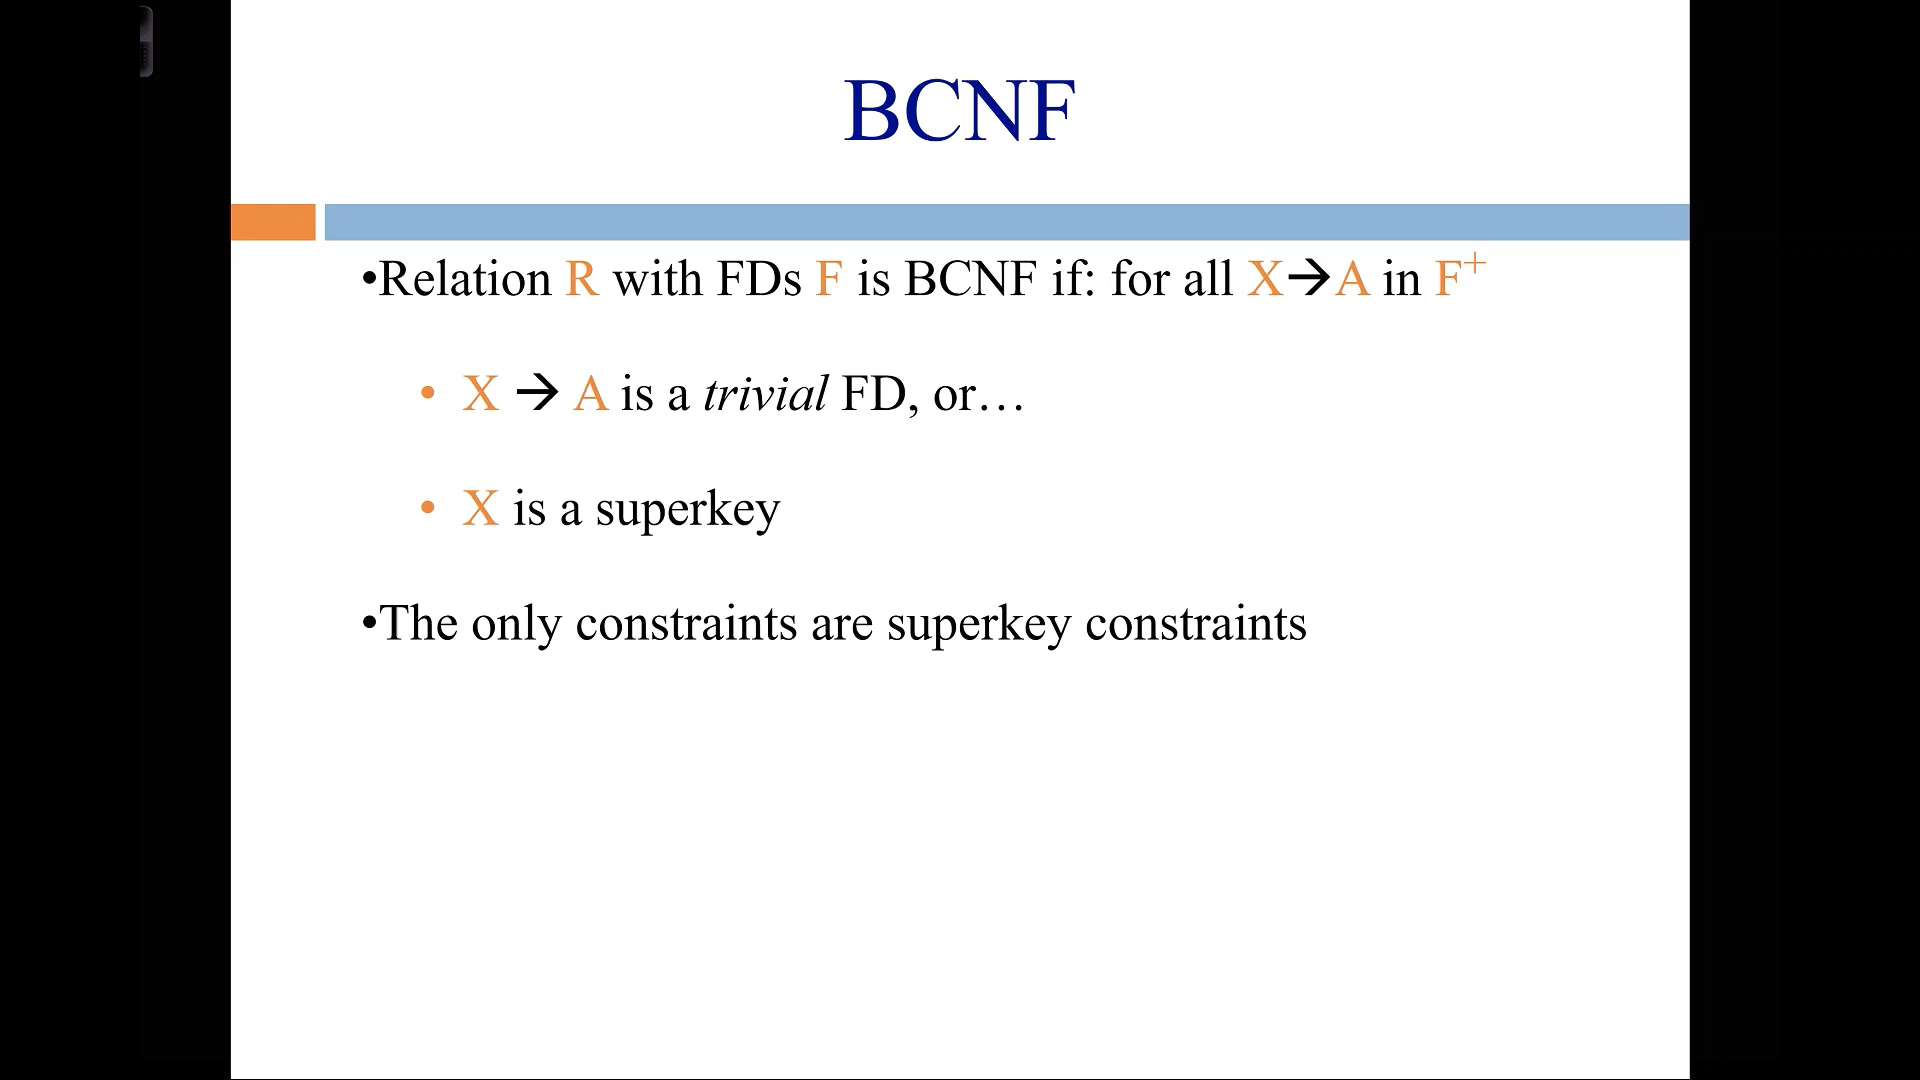 BCNF
•Relation R with FDs F is BCNF if: for all X→A in F⁺
• X → A is a trivial FD, or…
• X is a superkey
•The only constraints are superkey constraints